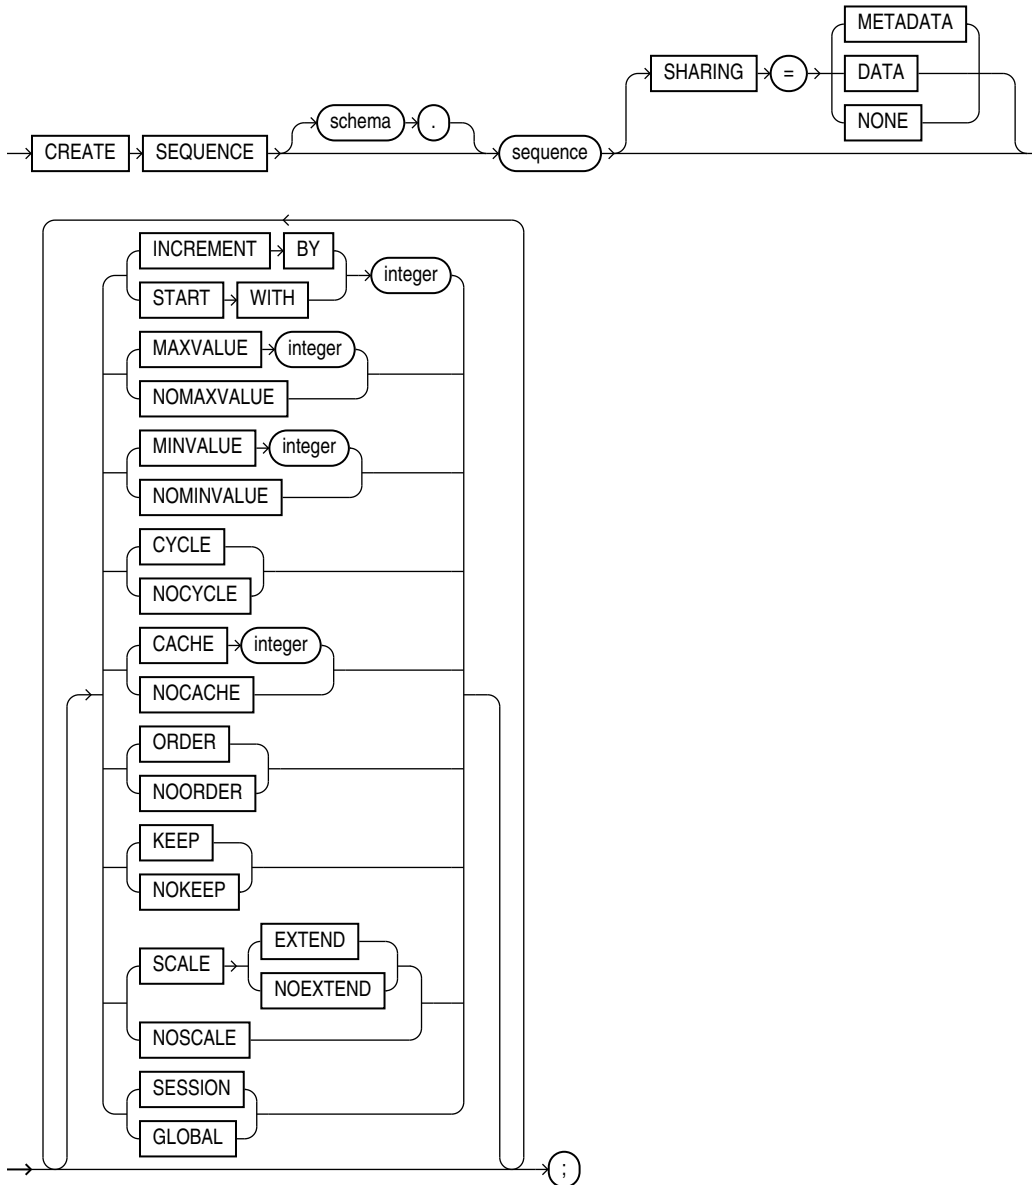 METADATA
SHARING = DATA
NONE
CREATE SEQUENCE schema . sequence
INCREMENT BY
integer
START WITH
MAXVALUE integer
NOMAXVALUE
MINVALUE integer
NOMINVALUE
CYCLE
NOCYCLE
CACHE integer
NOCACHE
ORDER
NOORDER
KEEP
NOKEEP
EXTEND
SCALE
NOEXTEND
NOSCALE
SESSION
GLOBAL
;